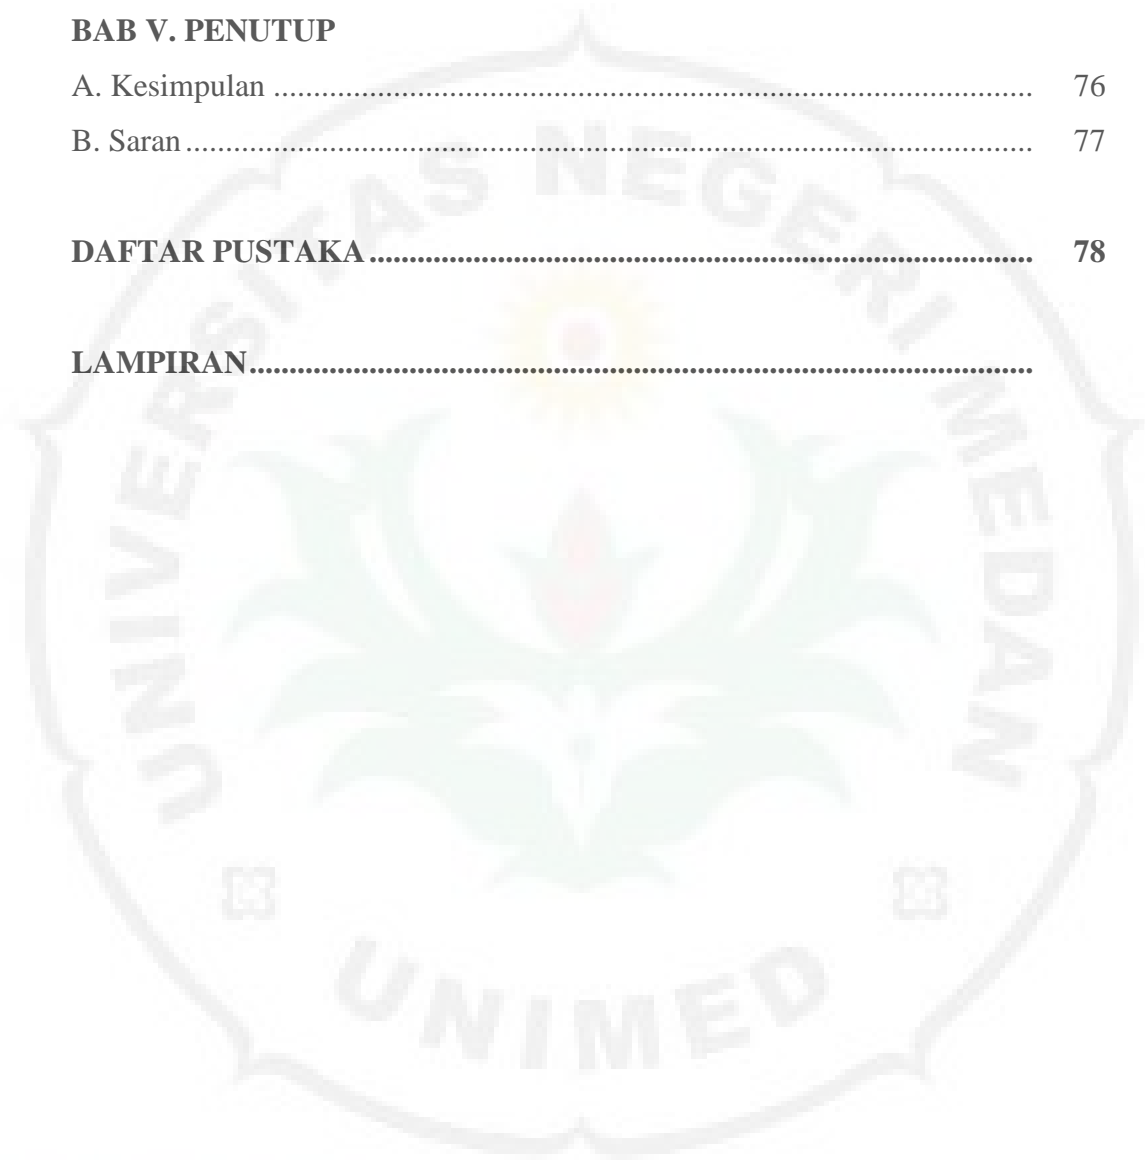 BAB V. PENUTUP
A. Kesimpulan ............................................................................................... 76
B. Saran .......................................................................................................... 77
DAFTAR PUSTAKA ................................................................................... 78
LAMPIRAN..................................................................................................
UNIVERSITAS NEGERI MEDAN
UNIMED